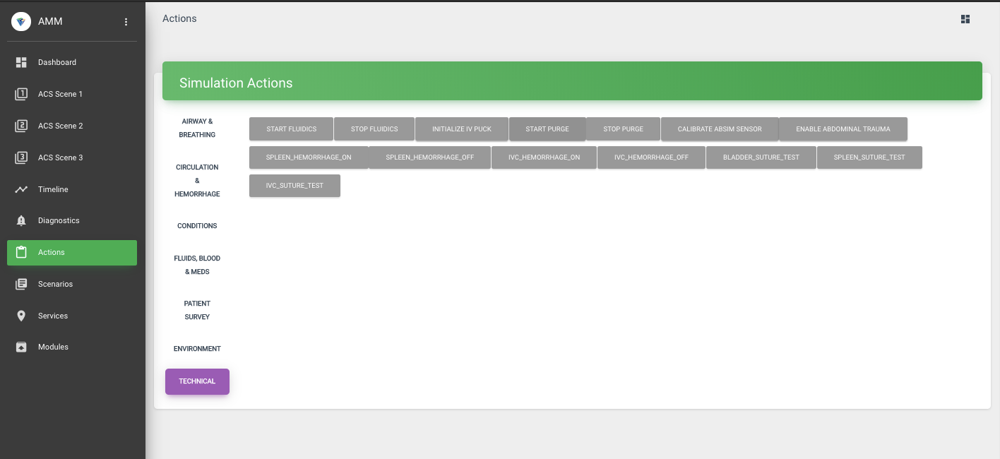 AMM
Actions
Dashboard
ACS Scene 1
ACS Scene 2
ACS Scene 3
Timeline
Diagnostics
Actions
Scenarios
Services
Modules
Simulation Actions
AIRWAY &
BREATHING
CIRCULATION
&
HEMORRHAGE
CONDITIONS
FLUIDS, BLOOD
& MEDS
PATIENT
SURVEY
ENVIRONMENT
TECHNICAL
START FLUIDICS STOP FLUIDICS INITIALIZE IV PUCK START PURGE STOP PURGE CALIBRATE ABSIM SENSOR ENABLE ABDOMINAL TRAUMA
SPLEEN_HEMORRHAGE_ON SPLEEN_HEMORRHAGE_OFF IVC_HEMORRHAGE_ON IVC_HEMORRHAGE_OFF BLADDER_SUTURE_TEST SPLEEN_SUTURE_TEST
IVC_SUTURE_TEST